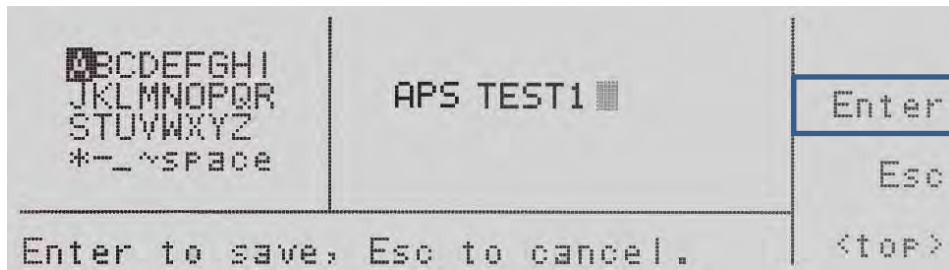 ABCDEFGHI
JKLMNOPQR
STUVWXYZ
*-_~space
APS TEST1
Enter
Esc
<top>
Enter to save, Esc to cancel.